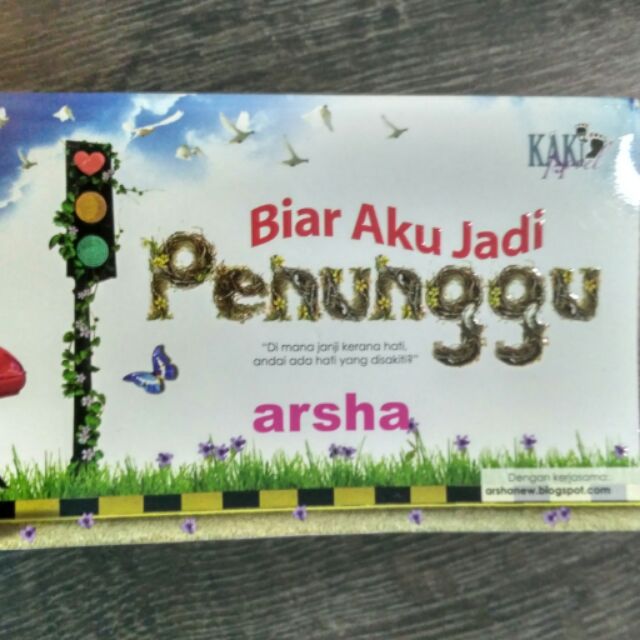 KAKI
Biar Aku Jadi
Penunggu
"Di mana janji kerana hati,
andai ada hati yang disakiti?"
arsha
Dengan kerjasama:
arshanew.blogspot.com